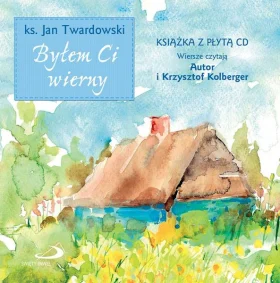 ks. Jan Twardowski
Byłem Ci
wierny
KSIĄŻKA Z PŁYTĄ CD
Wiersze czytają
Autor
i Krzysztof Kolberger